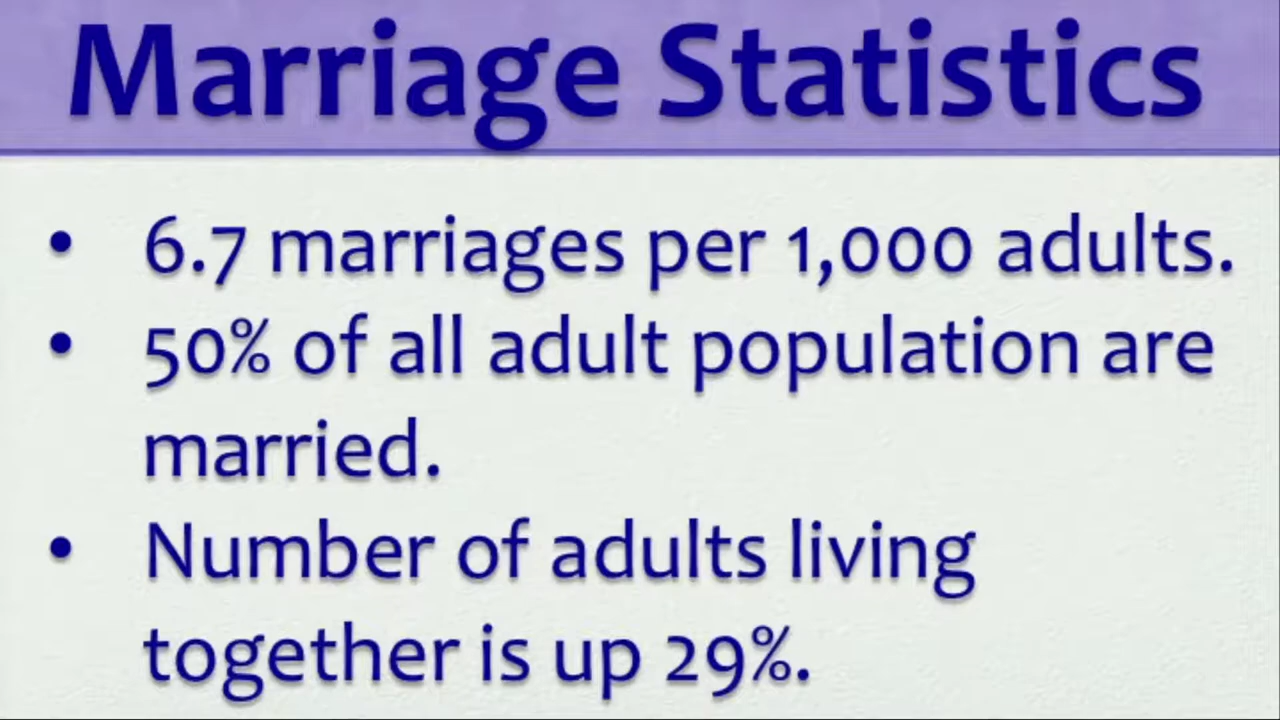 Marriage Statistics
• 6.7 marriages per 1,000 adults.
• 50% of all adult population are
married.
• Number of adults living
together is up 29%.